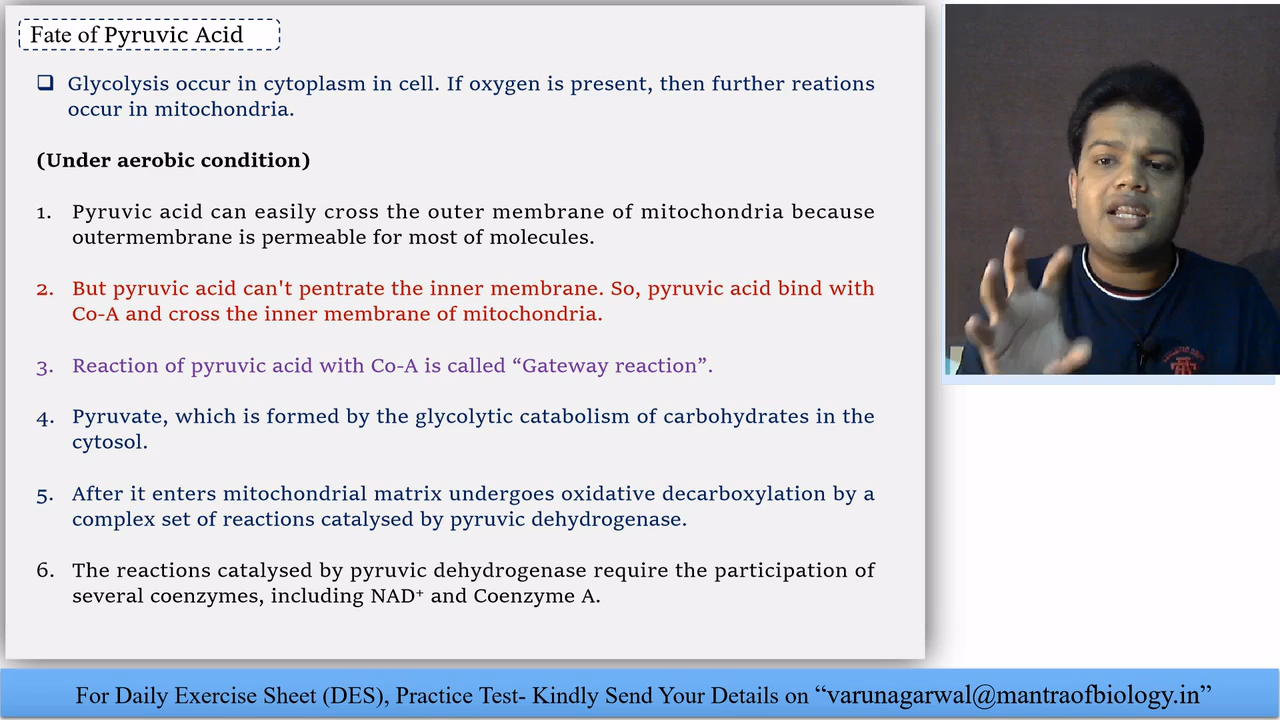 Fate of Pyruvic Acid
❑ Glycolysis occur in cytoplasm in cell. If oxygen is present, then further reations
occur in mitochondria.
(Under aerobic condition)
1. Pyruvic acid can easily cross the outer membrane of mitochondria because
outermembrane is permeable for most of molecules.
2. But pyruvic acid can't pentrate the inner membrane. So, pyruvic acid bind with
Co-A and cross the inner membrane of mitochondria.
3. Reaction of pyruvic acid with Co-A is called “Gateway reaction”.
4. Pyruvate, which is formed by the glycolytic catabolism of carbohydrates in the
cytosol.
5. After it enters mitochondrial matrix undergoes oxidative decarboxylation by a
complex set of reactions catalysed by pyruvic dehydrogenase.
6. The reactions catalysed by pyruvic dehydrogenase require the participation of
several coenzymes, including NAD⁺ and Coenzyme A.
For Daily Exercise Sheet (DES), Practice Test- Kindly Send Your Details on “varunagarwal@mantraofbiology.in”